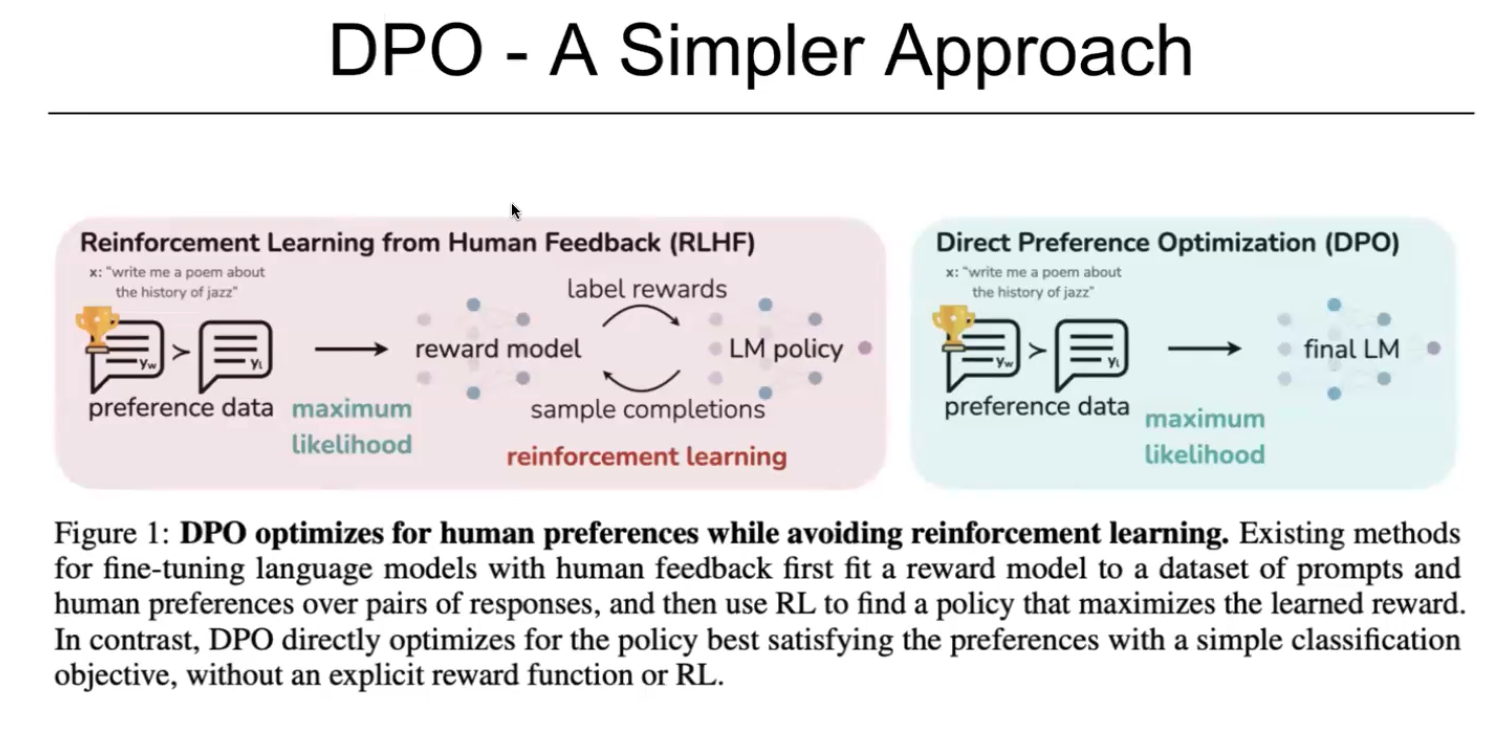 DPO - A Simpler Approach
Reinforcement Learning from Human Feedback (RLHF)
x: "write me a poem about
the history of jazz"
label rewards
yw > yl
reward model
LM policy
preference data
maximum
likelihood
sample completions
reinforcement learning
Direct Preference Optimization (DPO)
x: "write me a poem about
the history of jazz"
yw > yl
final LM
preference data
maximum
likelihood
Figure 1: DPO optimizes for human preferences while avoiding reinforcement learning. Existing methods
for fine-tuning language models with human feedback first fit a reward model to a dataset of prompts and
human preferences over pairs of responses, and then use RL to find a policy that maximizes the learned reward.
In contrast, DPO directly optimizes for the policy best satisfying the preferences with a simple classification
objective, without an explicit reward function or RL.